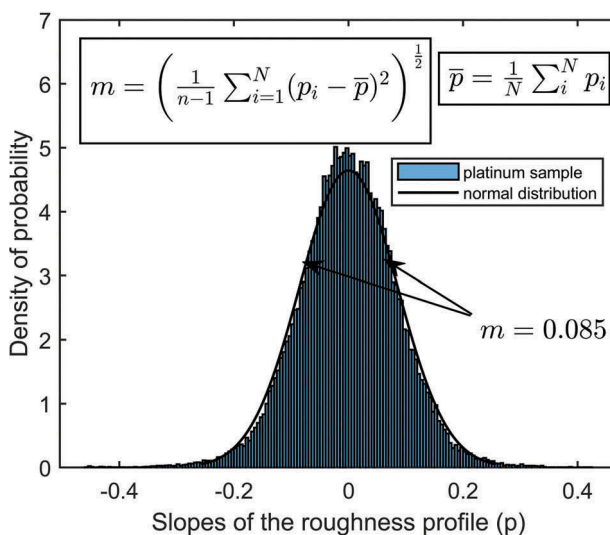 7
6
5
4
3
2
1
0
Density of probability
m = ( 1/(n-1) ∑_{i=1}^{N} (p_i − p̅)² )^{1/2}
p̅ = 1/N ∑_{i}^{N} p_i
platinum sample
normal distribution
m = 0.085
-0.4 -0.2 0 0.2 0.4
Slopes of the roughness profile (p)